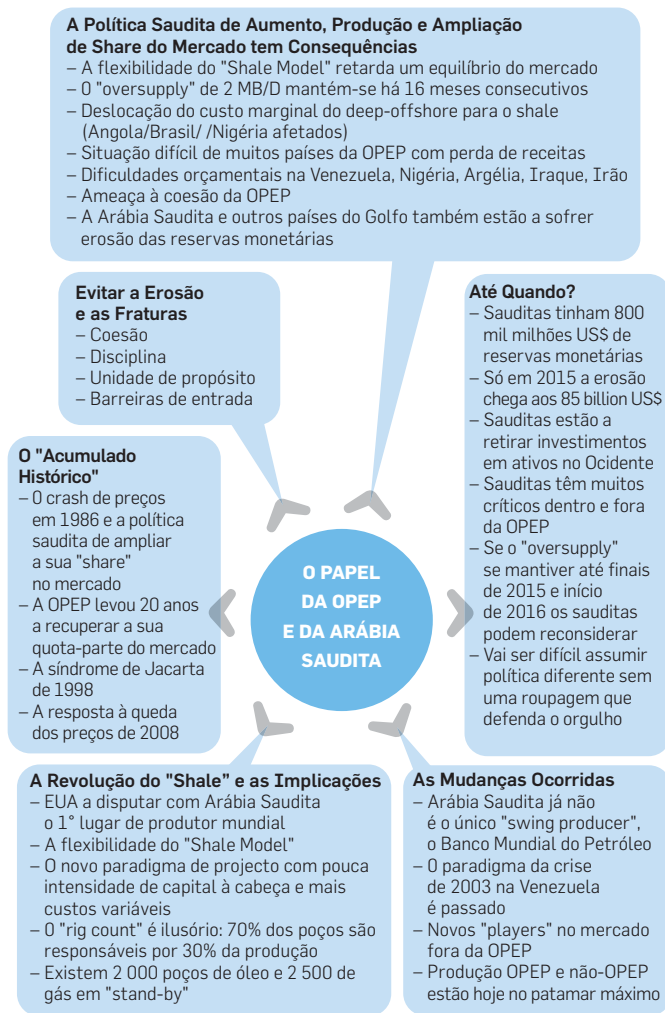 A Política Saudita de Aumento, Produção e Ampliação
de Share do Mercado tem Consequências
– A flexibilidade do "Shale Model" retarda um equilíbrio do mercado
– O "oversupply" de 2 MB/D mantém-se há 16 meses consecutivos
– Deslocação do custo marginal do deep-offshore para o shale
(Angola/Brasil/ /Nigéria afetados)
– Situação difícil de muitos países da OPEP com perda de receitas
– Dificuldades orçamentais na Venezuela, Nigéria, Argélia, Iraque, Irão
– Ameaça à coesão da OPEP
– A Arábia Saudita e outros países do Golfo também estão a sofrer
erosão das reservas monetárias
Evitar a Erosão
e as Fraturas
– Coesão
– Disciplina
– Unidade de propósito
– Barreiras de entrada
Até Quando?
– Sauditas tinham 800
mil milhões US$ de
reservas monetárias
– Só em 2015 a erosão
chega aos 85 billion US$
– Sauditas estão a
retirar investimentos
em ativos no Ocidente
– Sauditas têm muitos
críticos dentro e fora
da OPEP
– Se o "oversupply"
se mantiver até finais
de 2015 e início
de 2016 os sauditas
podem reconsiderar
– Vai ser difícil assumir
política diferente sem
uma roupagem que
defenda o orgulho
O "Acumulado
Histórico"
– O crash de preços
em 1986 e a política
saudita de ampliar
a sua "share"
no mercado
– A OPEP levou 20 anos
a recuperar a sua
quota-parte do mercado
– A síndrome de Jacarta
de 1998
– A resposta à queda
dos preços de 2008
O PAPEL
DA OPEP
E DA ARÁBIA
SAUDITA
A Revolução do "Shale" e as Implicações
– EUA a disputar com Arábia Saudita
o 1° lugar de produtor mundial
– A flexibilidade do "Shale Model"
– O novo paradigma de projecto com pouca
intensidade de capital à cabeça e mais
custos variáveis
– O "rig count" é ilusório: 70% dos poços são
responsáveis por 30% da produção
– Existem 2 000 poços de óleo e 2 500 de
gás em "stand-by"
As Mudanças Ocorridas
– Arábia Saudita já não
é o único "swing producer",
o Banco Mundial do Petróleo
– O paradigma da crise
de 2003 na Venezuela
é passado
– Novos "players" no mercado
fora da OPEP
– Produção OPEP e não-OPEP
estão hoje no patamar máximo